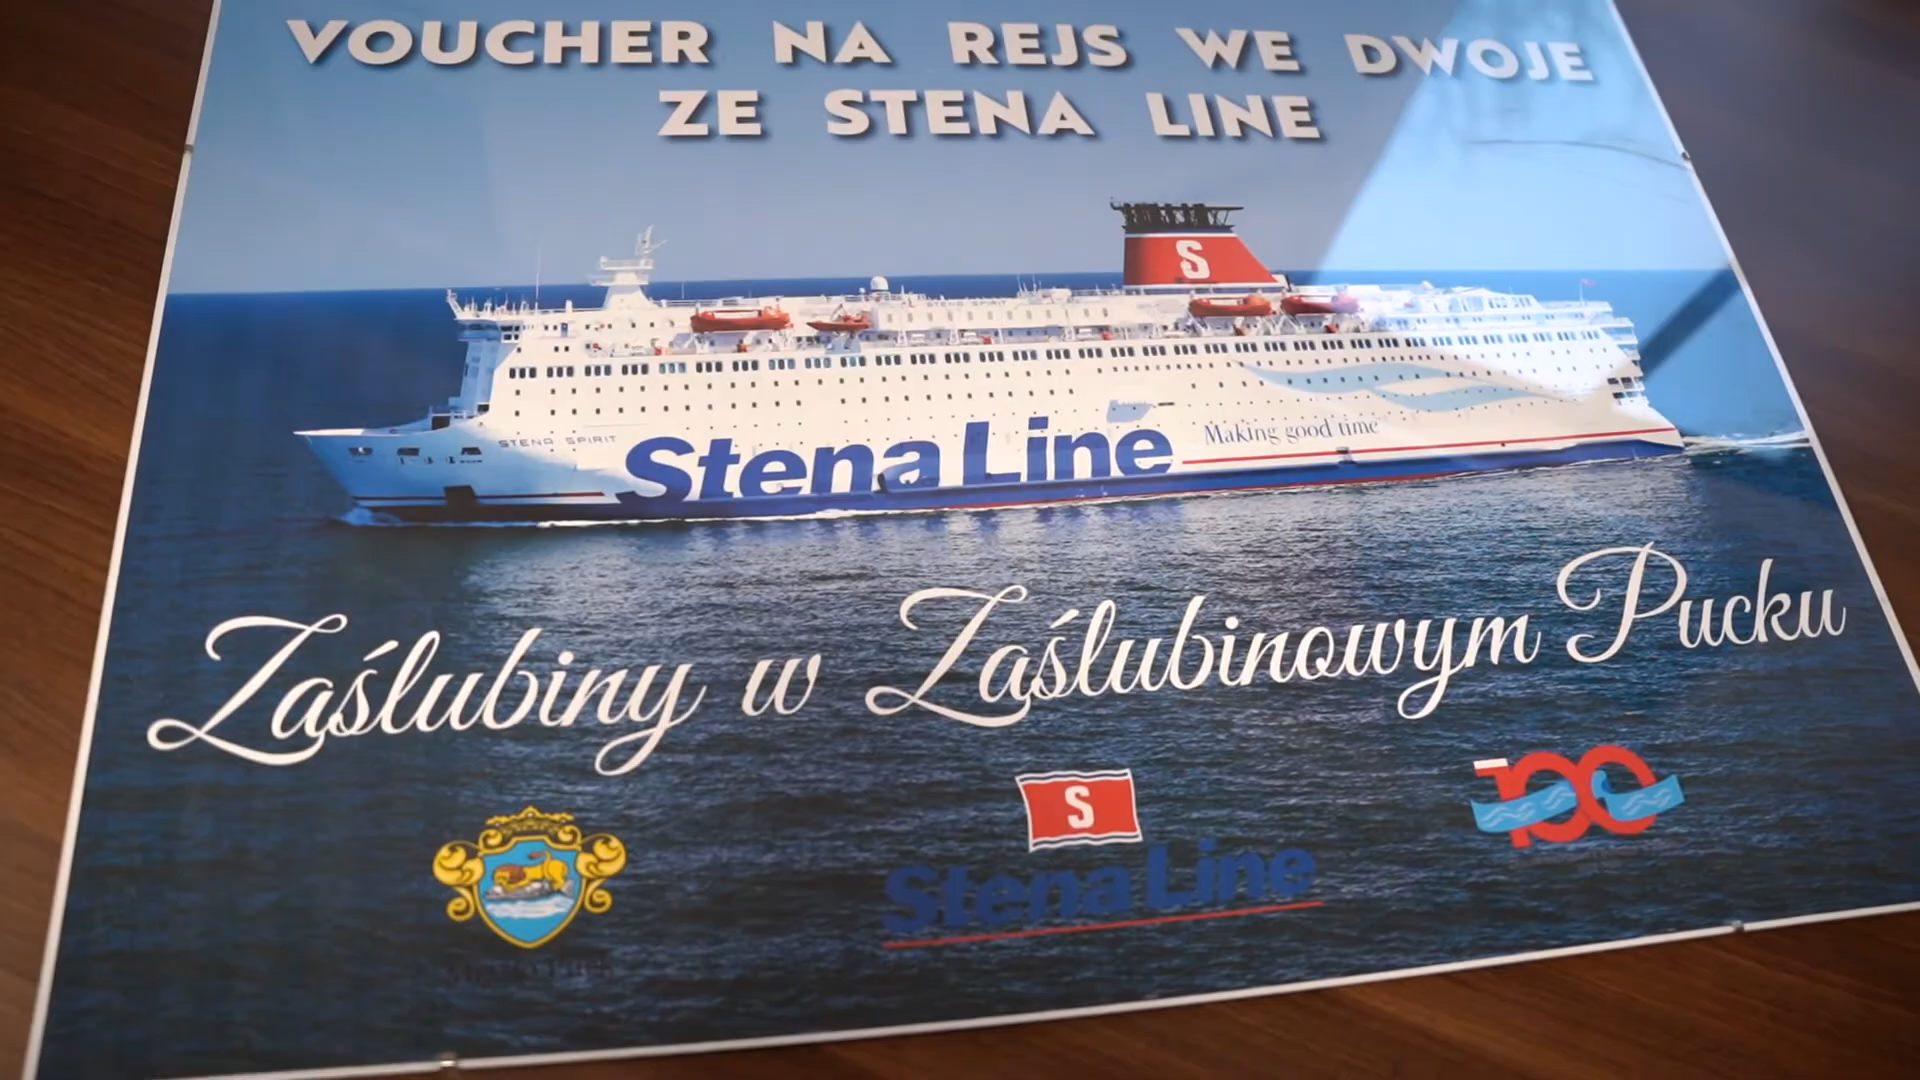 VOUCHER NA REJS WE DWOJE
ZE STENA LINE
S
STENA SPIRIT
Stena Line
Making good time
Zaślubiny w Zaślubinowym Pucku
S
100
Stena Line